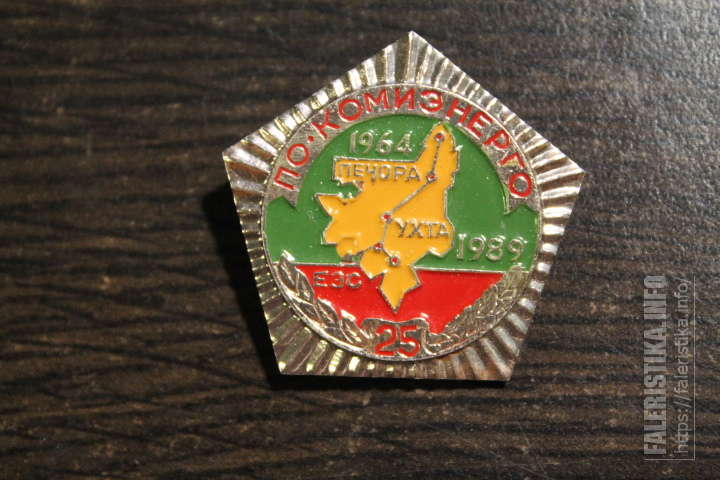 ПО·КОМИЭНЕРГО
1964
ПЕЧОРА
УХТА
1989
ЕЭС
25
FALERISTIKA.INFO
https://faleristika.info/